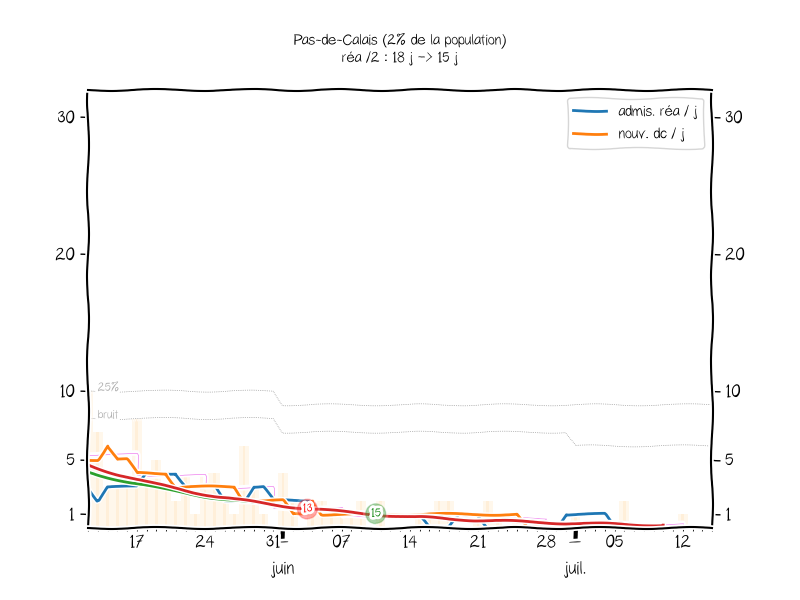 Pas-de-Calais (2% de la population)
réa /2 : 18 j -> 15 j
admis. réa / j
nouv. dc / j
30
30
20
20
10
25%
10
bruit
5
5
13
15
1
1
17 24 31 07 14 21 28 05 12
juin juil.